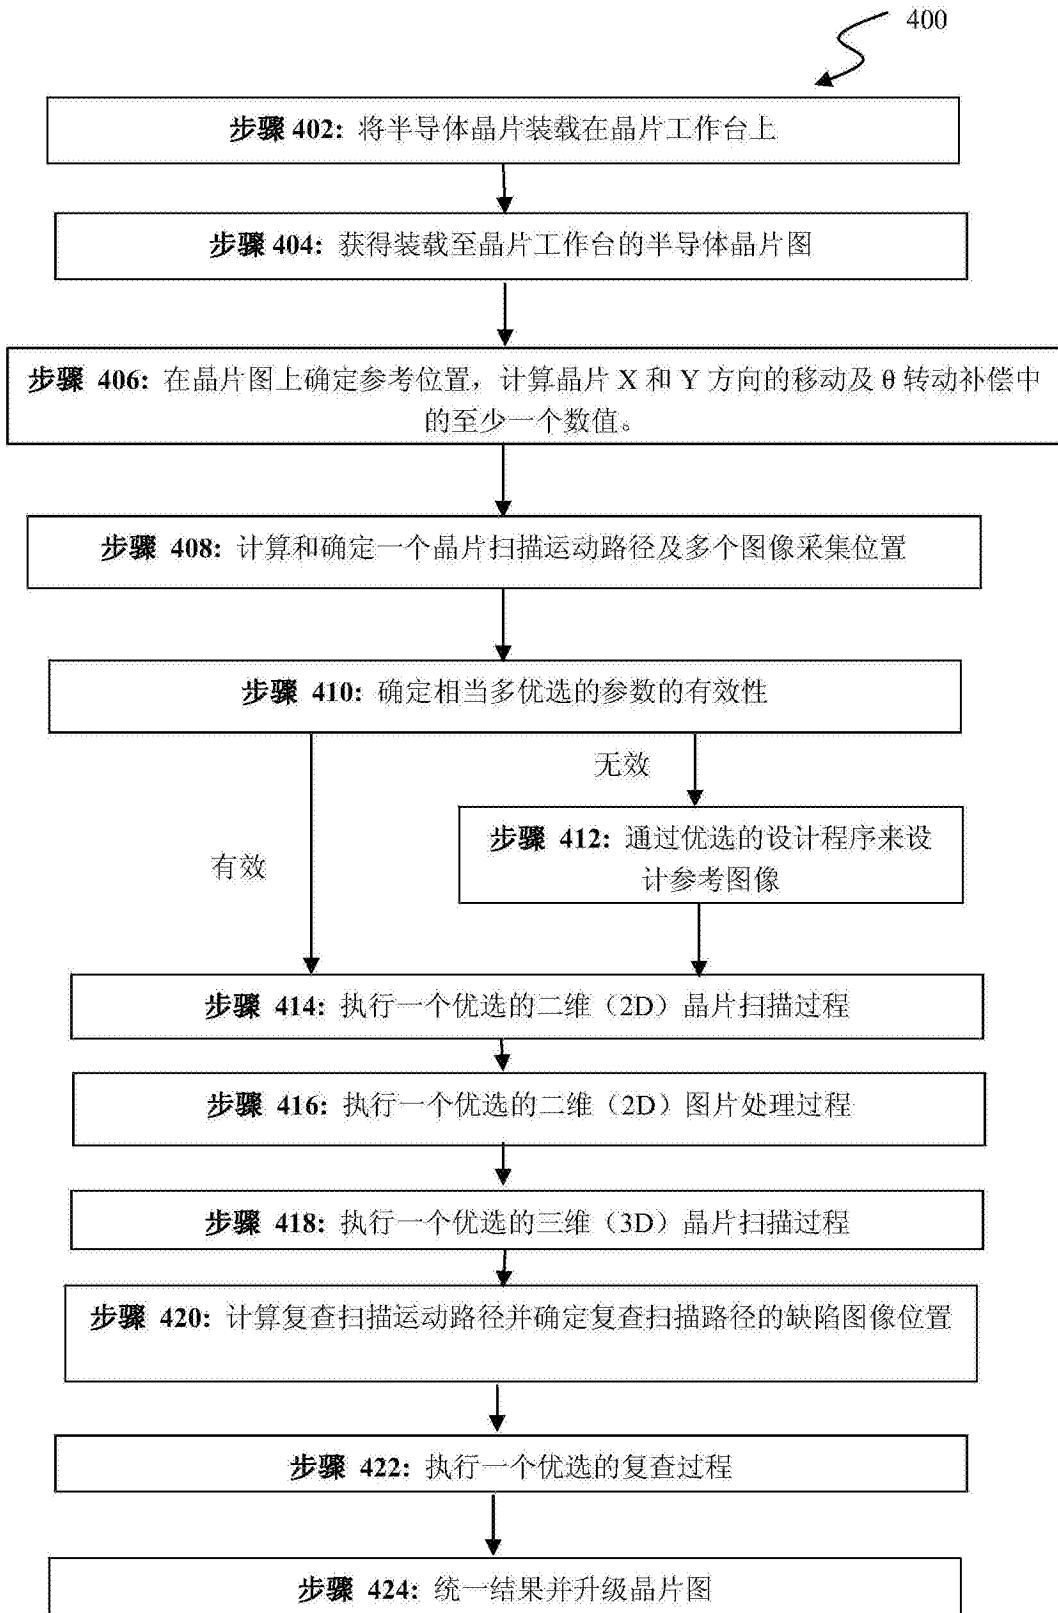 400
步骤 402: 将半导体晶片装载在晶片工作台上
步骤 404: 获得装载至晶片工作台的半导体晶片图
步骤 406: 在晶片图上确定参考位置，计算晶片 X 和 Y 方向的移动及 θ 转动补偿中
的至少一个数值。
步骤 408: 计算和确定一个晶片扫描运动路径及多个图像采集位置
步骤 410: 确定相当多优选的参数的有效性
无效
步骤 412: 通过优选的设计程序来设
计参考图像
有效
步骤 414: 执行一个优选的二维（2D）晶片扫描过程
步骤 416: 执行一个优选的二维（2D）图片处理过程
步骤 418: 执行一个优选的三维（3D）晶片扫描过程
步骤 420: 计算复查扫描运动路径并确定复查扫描路径的缺陷图像位置
步骤 422: 执行一个优选的复查过程
步骤 424: 统一结果并升级晶片图